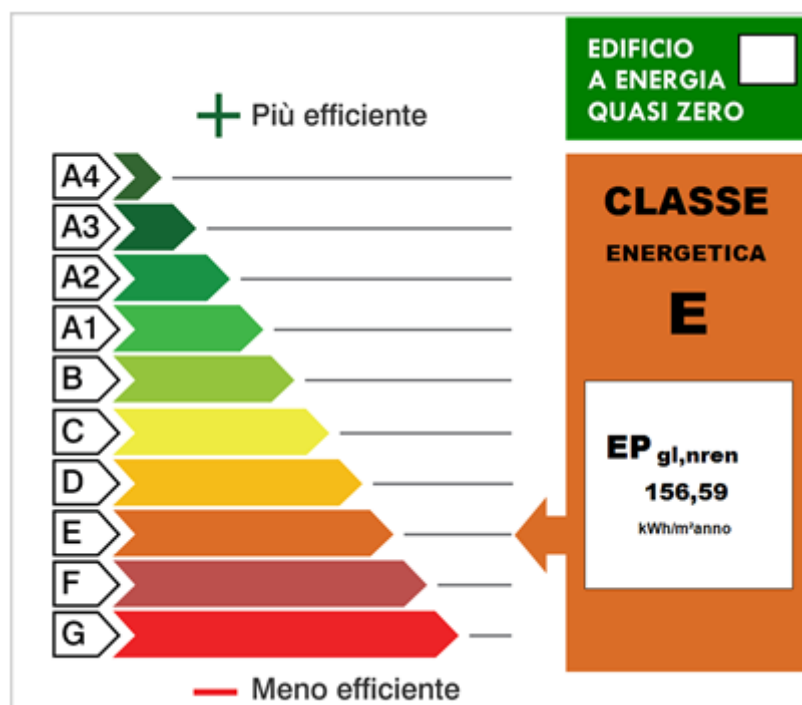 EDIFICIO
A ENERGIA
QUASI ZERO
Più efficiente
A4
A3
A2
A1
B
C
D
E
F
G
Meno efficiente
CLASSE
ENERGETICA
E
EP gl,nren
156,59
kWh/m²anno